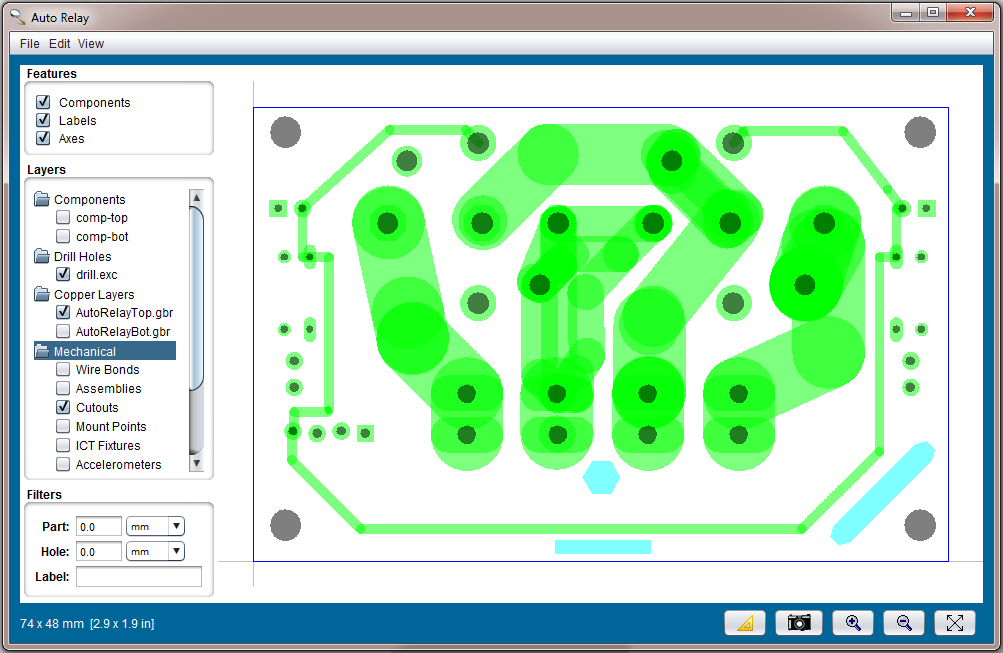 Auto Relay
File Edit View
Features
Components
Labels
Axes
Layers
Components
comp-top
comp-bot
Drill Holes
drill.exc
Copper Layers
AutoRelayTop.gbr
AutoRelayBot.gbr
Mechanical
Wire Bonds
Assemblies
Cutouts
Mount Points
ICT Fixtures
Accelerometers
Filters
Part: 0.0 mm
Hole: 0.0 mm
Label:
74 x 48 mm [2.9 x 1.9 in]